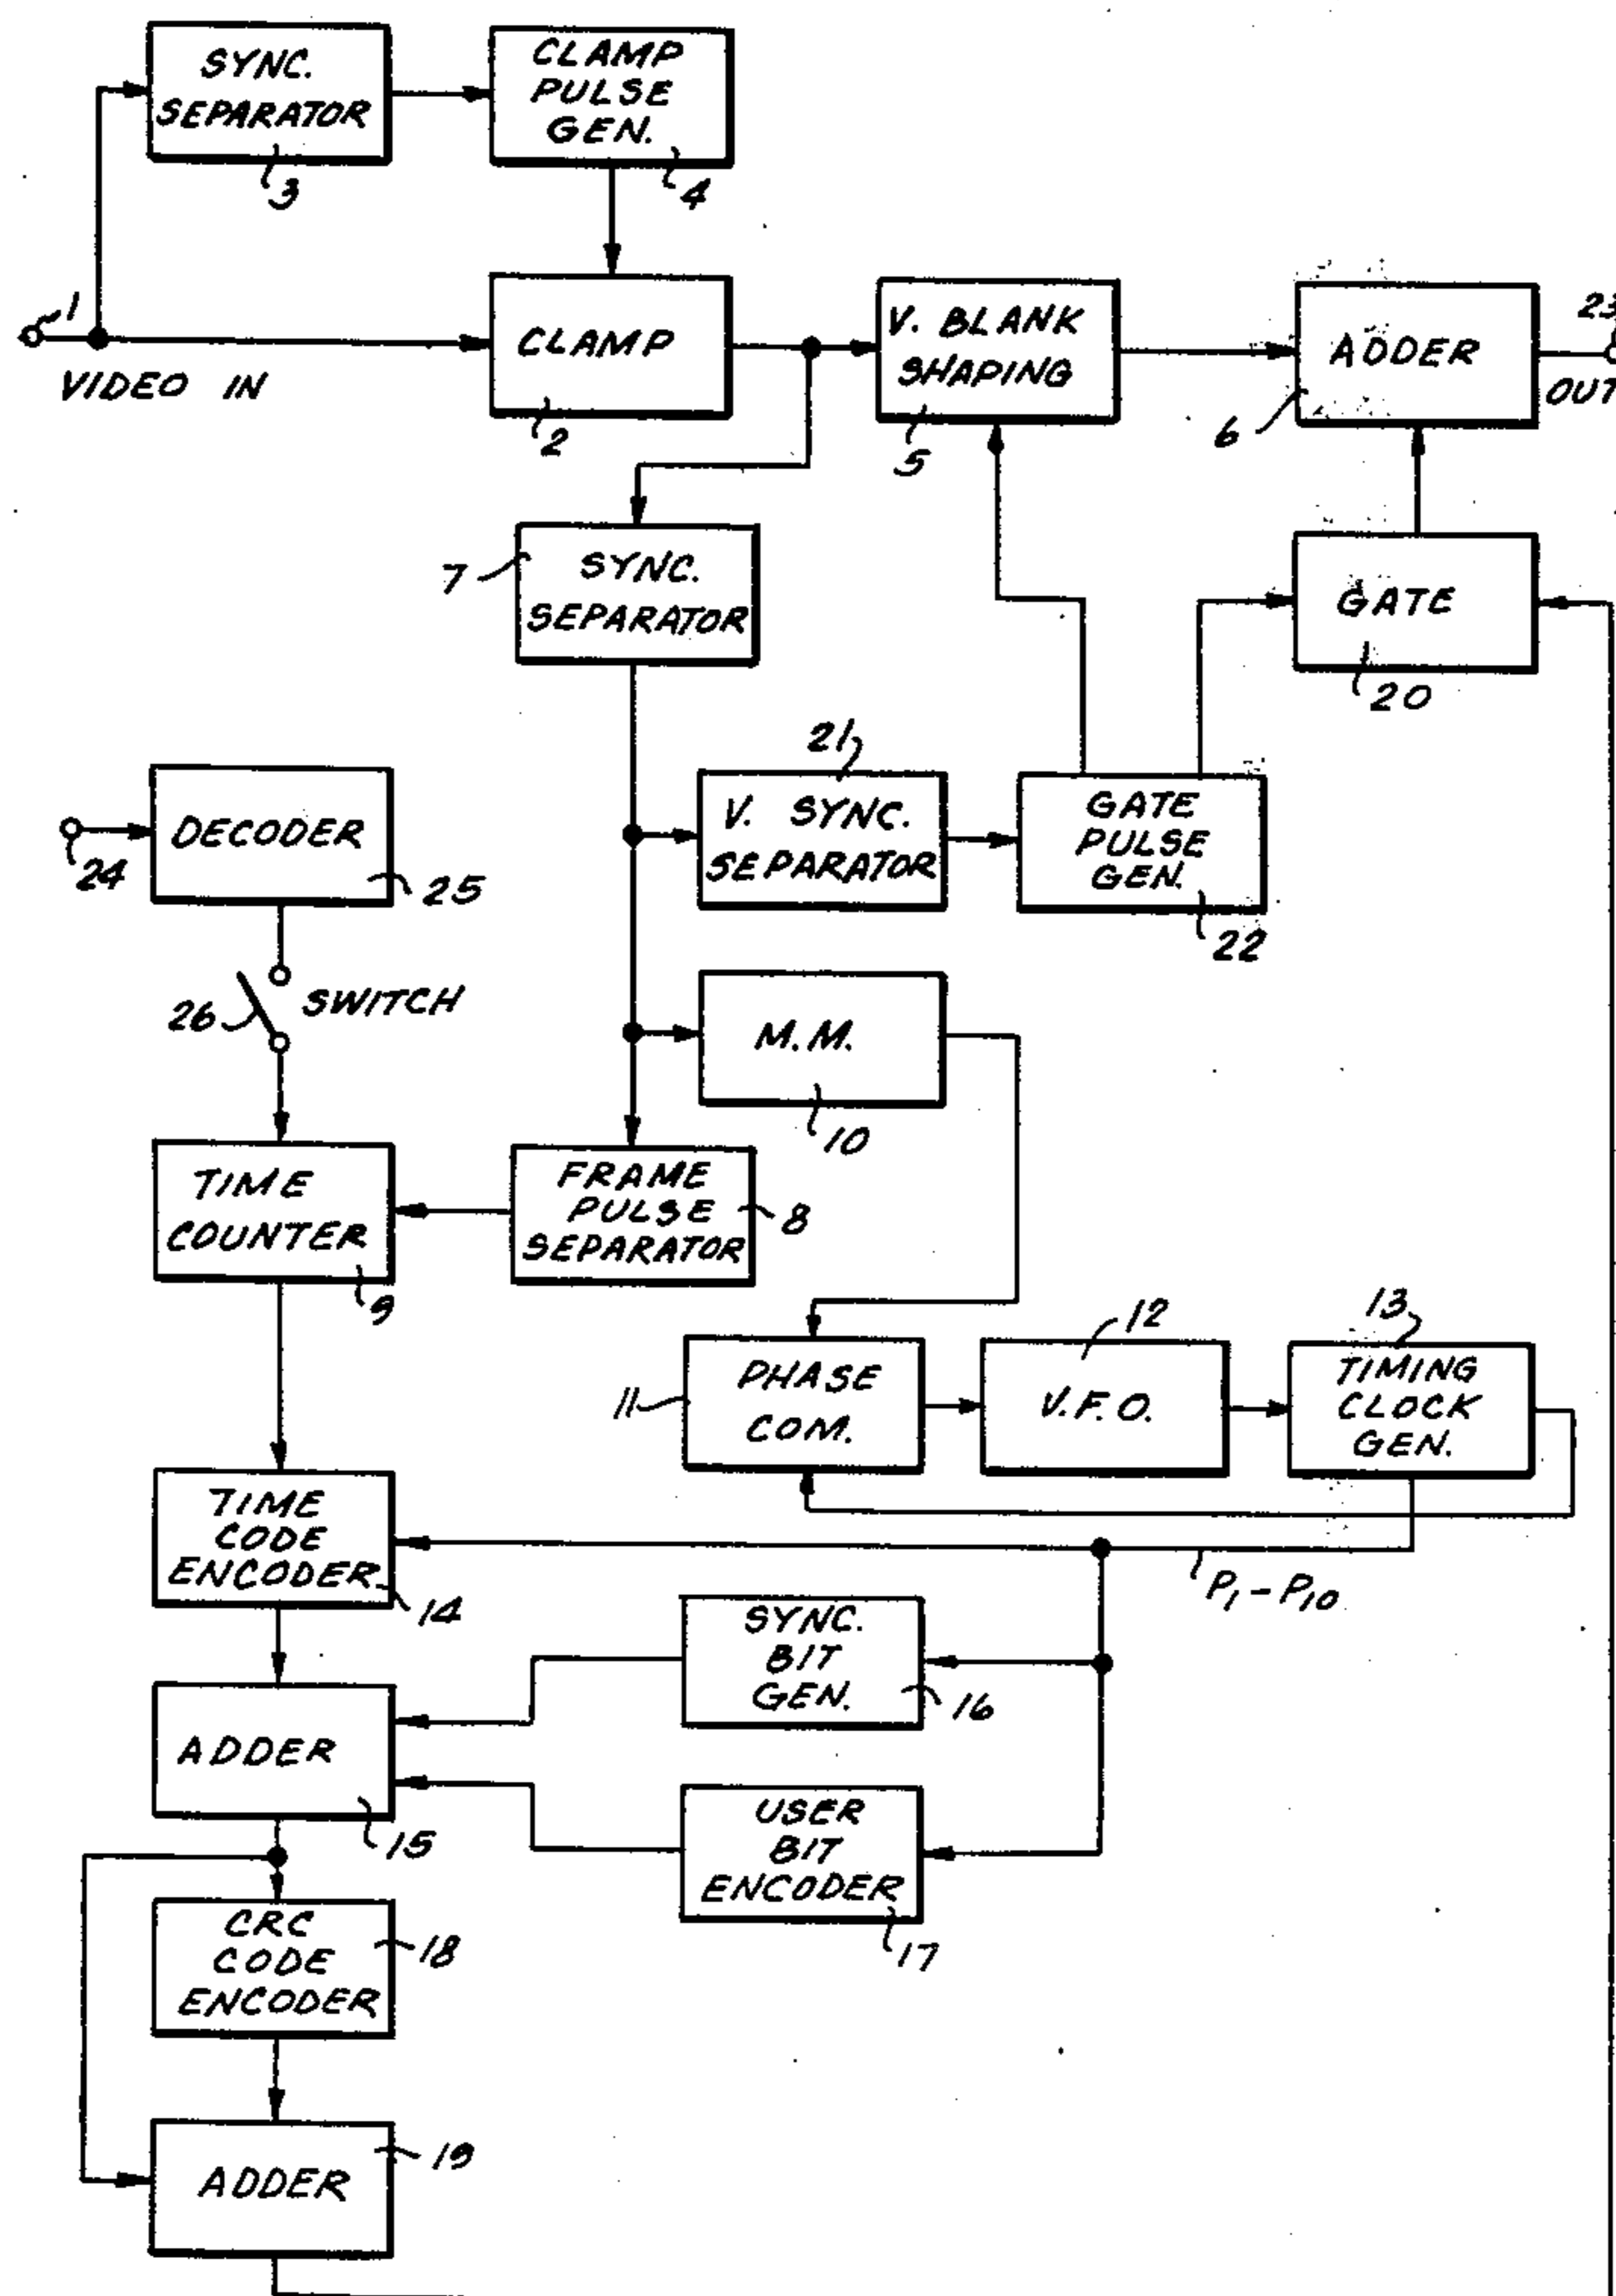 SYNC.
SEPARATOR
3
CLAMP
PULSE
GEN.
4
1
VIDEO IN
CLAMP
2
V. BLANK
SHAPING
5
ADDER
6
23
OUT
7
SYNC.
SEPARATOR
GATE
20
21
V. SYNC.
SEPARATOR
GATE
PULSE
GEN.
22
24
DECODER
25
26
SWITCH
M.M.
10
TIME
COUNTER
9
FRAME
PULSE
SEPARATOR
8
11
PHASE
COM.
12
V.F.O.
13
TIMING
CLOCK
GEN.
TIME
CODE
ENCODER
14
P1-P10
SYNC.
BIT
GEN.
16
ADDER
15
USER
BIT
ENCODER
17
CRC
CODE
ENCODER
18
ADDER
19